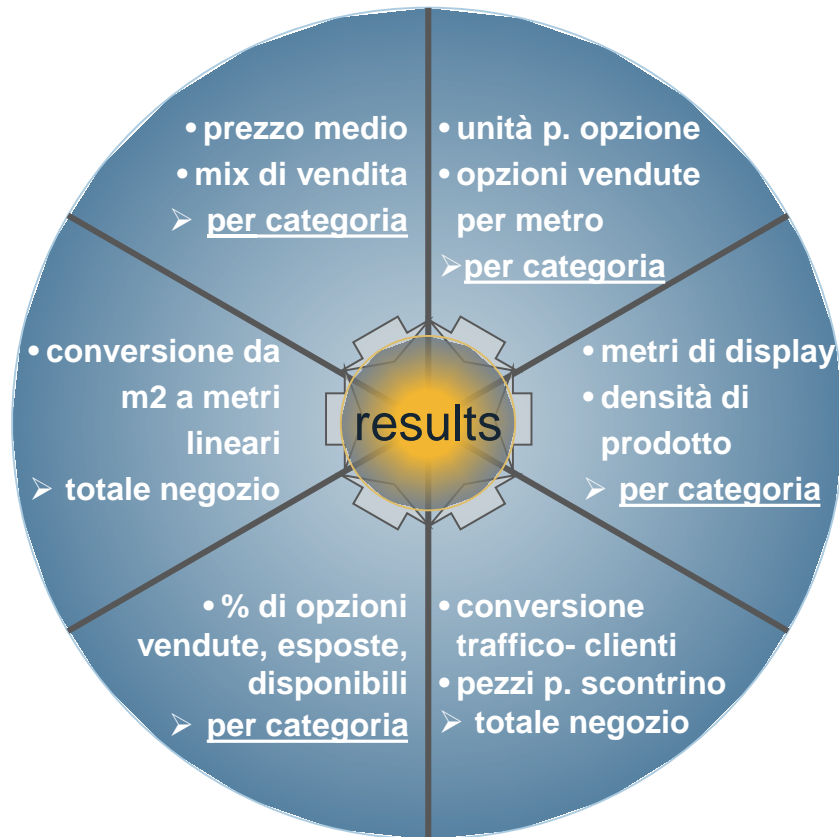 • prezzo medio
• mix di vendita
➢ per categoria
• unità p. opzione
• opzioni vendute
per metro
➢ per categoria
• conversione da
m2 a metri
lineari
➢ totale negozio
results
• metri di display
• densità di
prodotto
➢ per categoria
• % di opzioni
vendute, esposte,
disponibili
➢ per categoria
• conversione
traffico- clienti
• pezzi p. scontrino
➢ totale negozio